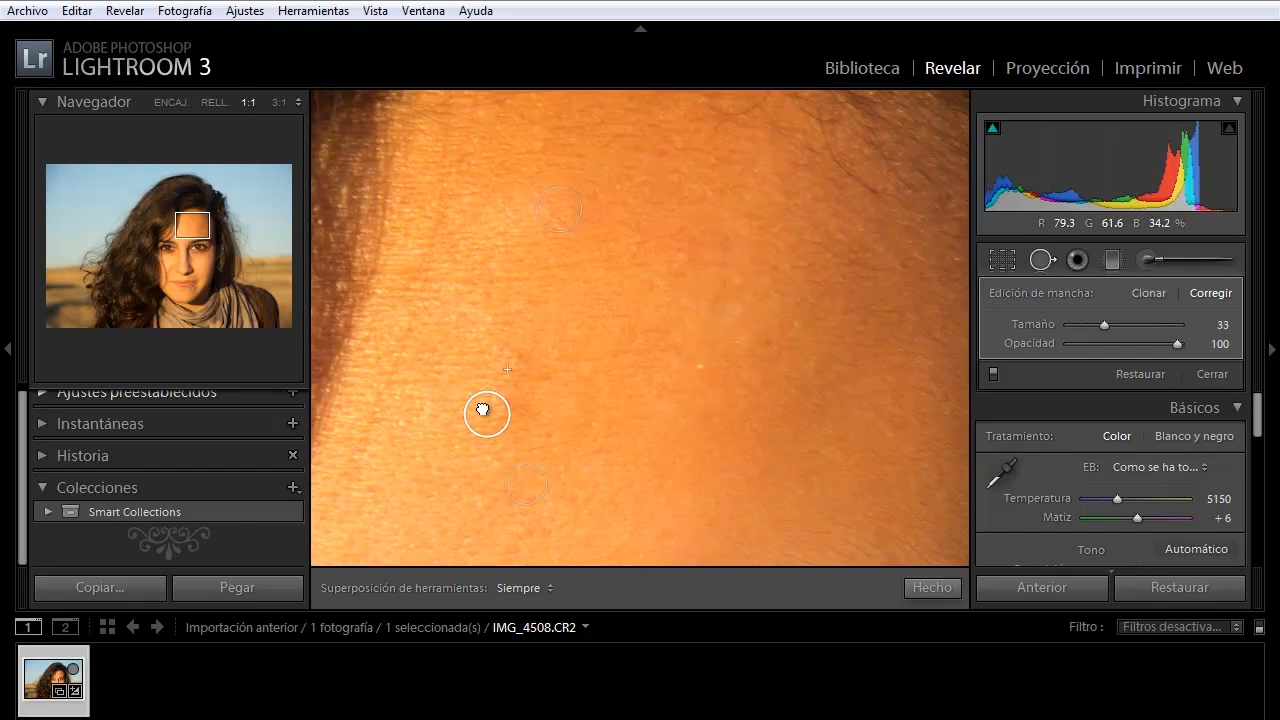 Archivo Editar Revelar Fotografía Ajustes Herramientas Vista Ventana Ayuda
Lr ADOBE PHOTOSHOP
LIGHTROOM 3
Biblioteca | Revelar | Proyección | Imprimir | Web
Navegador ENCAJ. RELL. 1:1 3:1
Histograma
R 79.3 G 61.6 B 34.2 %
Edición de mancha: Clonar | Corregir
Tamaño 33
Opacidad 100
Restaurar Cerrar
Ajustes preestablecidos
Instantáneas
Historia
Colecciones
Smart Collections
Básicos
Tratamiento: Color | Blanco y negro
EB: Como se ha to...
Temperatura 5150
Matiz + 6
Tono Automático
Copiar... Pegar
Superposición de herramientas: Siempre Hecho
Anterior Restaurar
1 2 Importación anterior / 1 fotografía / 1 seleccionada(s) / IMG_4508.CR2
Filtro : Filtros desactiva...